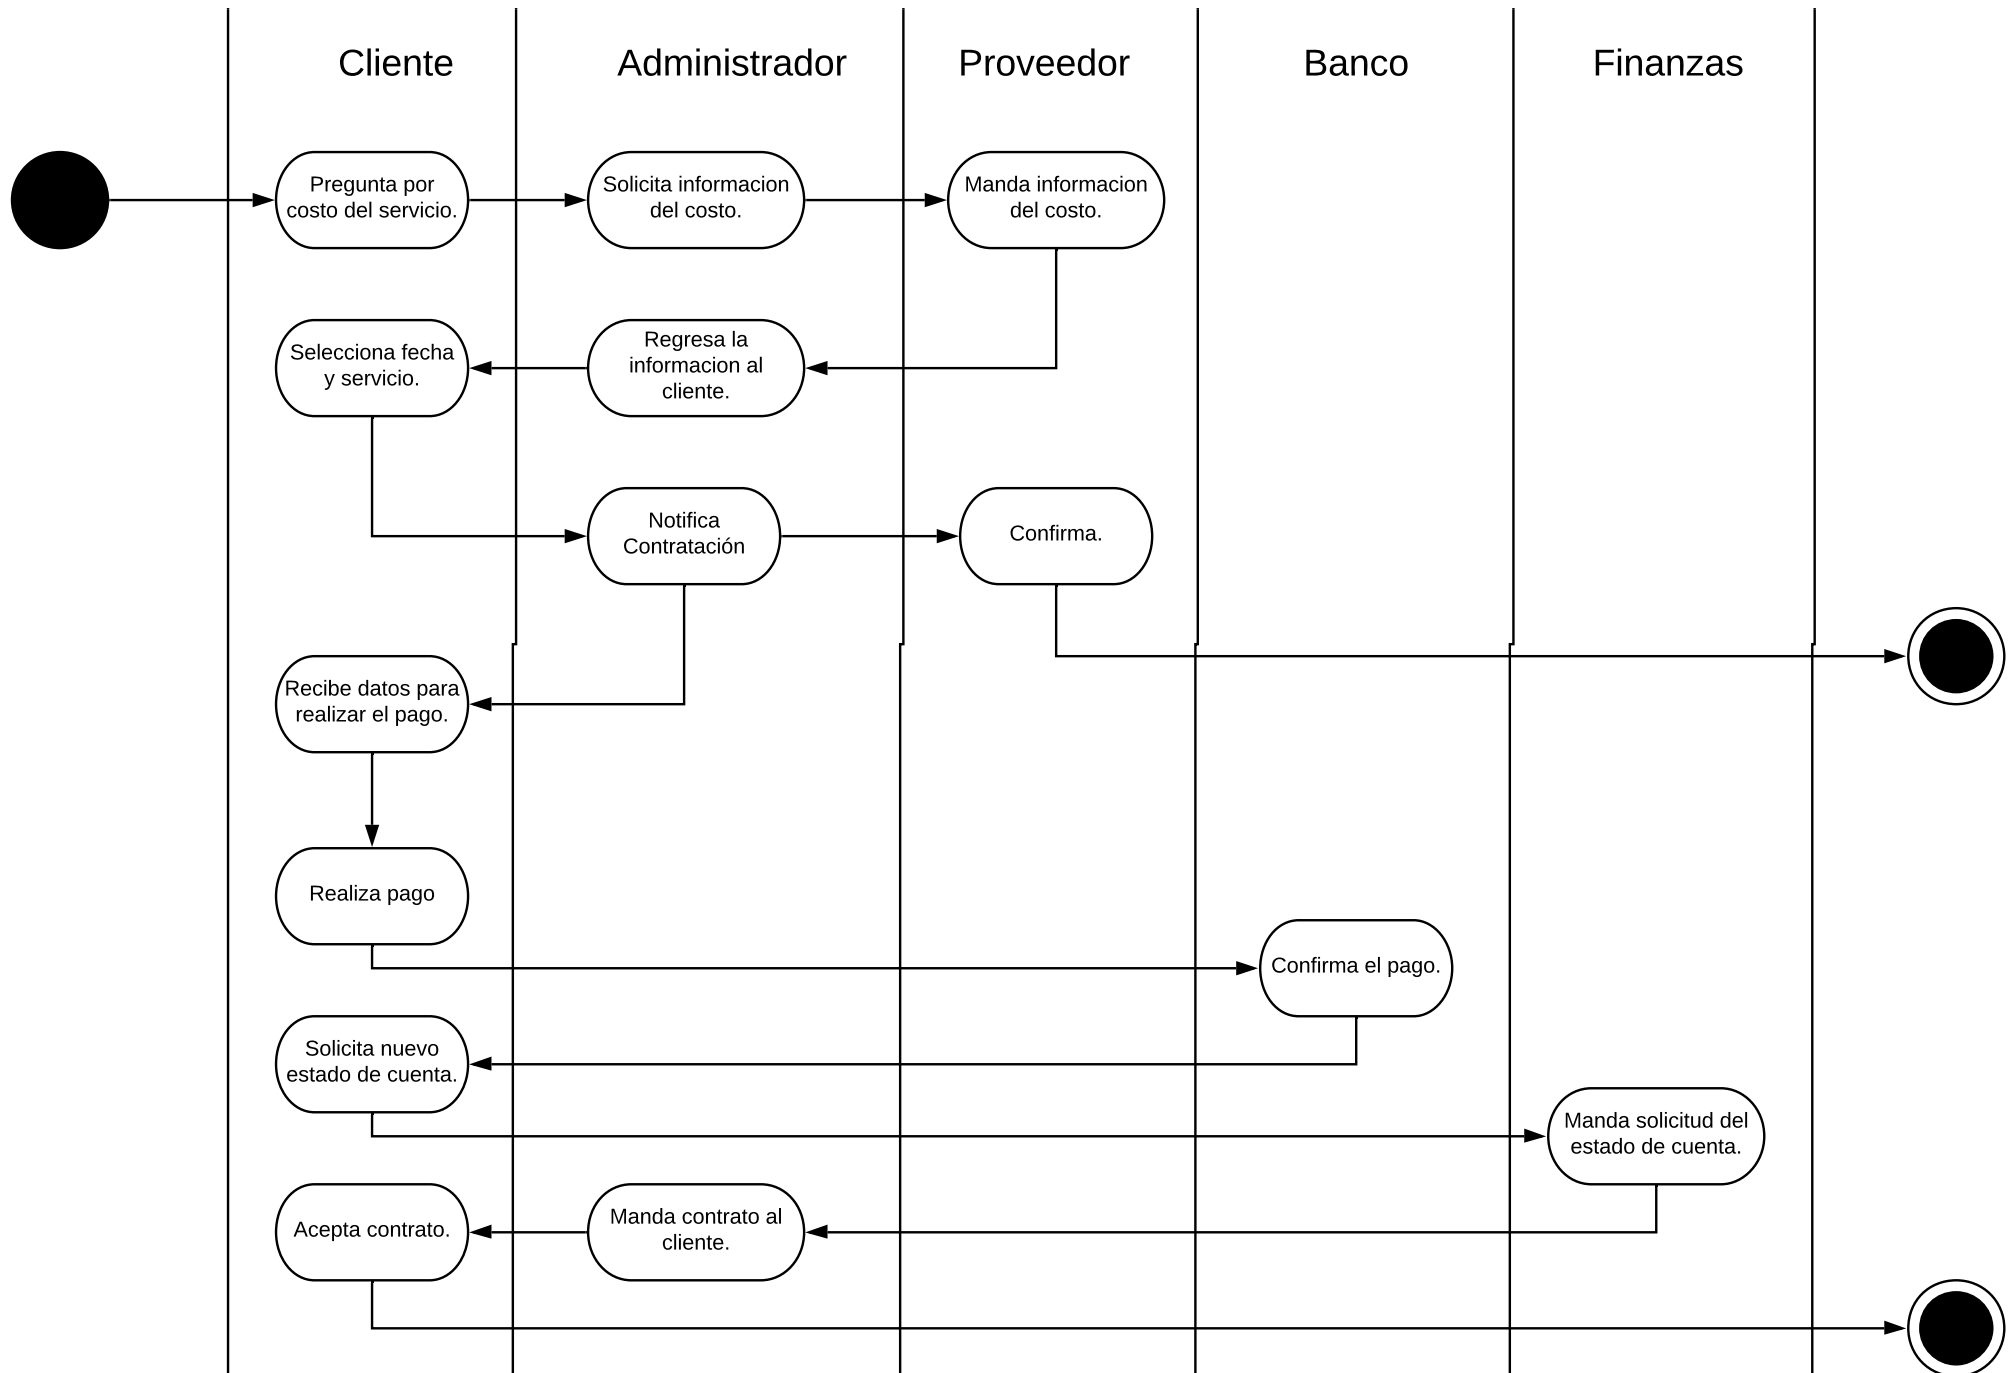 Cliente
Administrador
Proveedor
Banco
Finanzas
Pregunta por
costo del servicio.
Solicita informacion
del costo.
Manda informacion
del costo.
Selecciona fecha
y servicio.
Regresa la
informacion al
cliente.
Notifica
Contratación
Confirma.
Recibe datos para
realizar el pago.
Realiza pago
Confirma el pago.
Solicita nuevo
estado de cuenta.
Manda solicitud del
estado de cuenta.
Acepta contrato.
Manda contrato al
cliente.